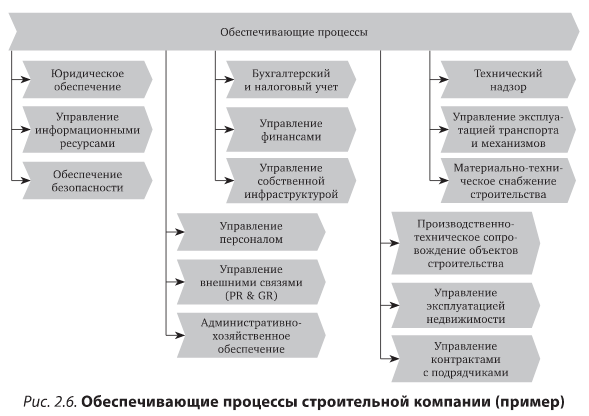 Обеспечивающие процессы
Юридическое
обеспечение
Управление
информационными
ресурсами
Обеспечение
безопасности
Бухгалтерский
и налоговый учет
Управление
финансами
Управление
собственной
инфраструктурой
Технический
надзор
Управление эксплуа-
тацией транспорта
и механизмов
Материально-техни-
ческое снабжение
строительства
Управление
персоналом
Управление
внешними связями
(PR & GR)
Административно-
хозяйственное
обеспечение
Производственно-
техническое сопро-
вождение объектов
строительства
Управление
эксплуатацией
недвижимости
Управление
контрактами
с подрядчиками
Рис. 2.6. Обеспечивающие процессы строительной компании (пример)